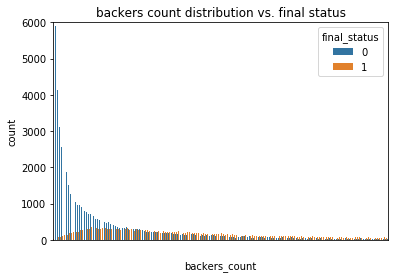 backers count distribution vs. final status
final_status
0
1
6000
5000
4000
3000
2000
1000
0
count
backers_count